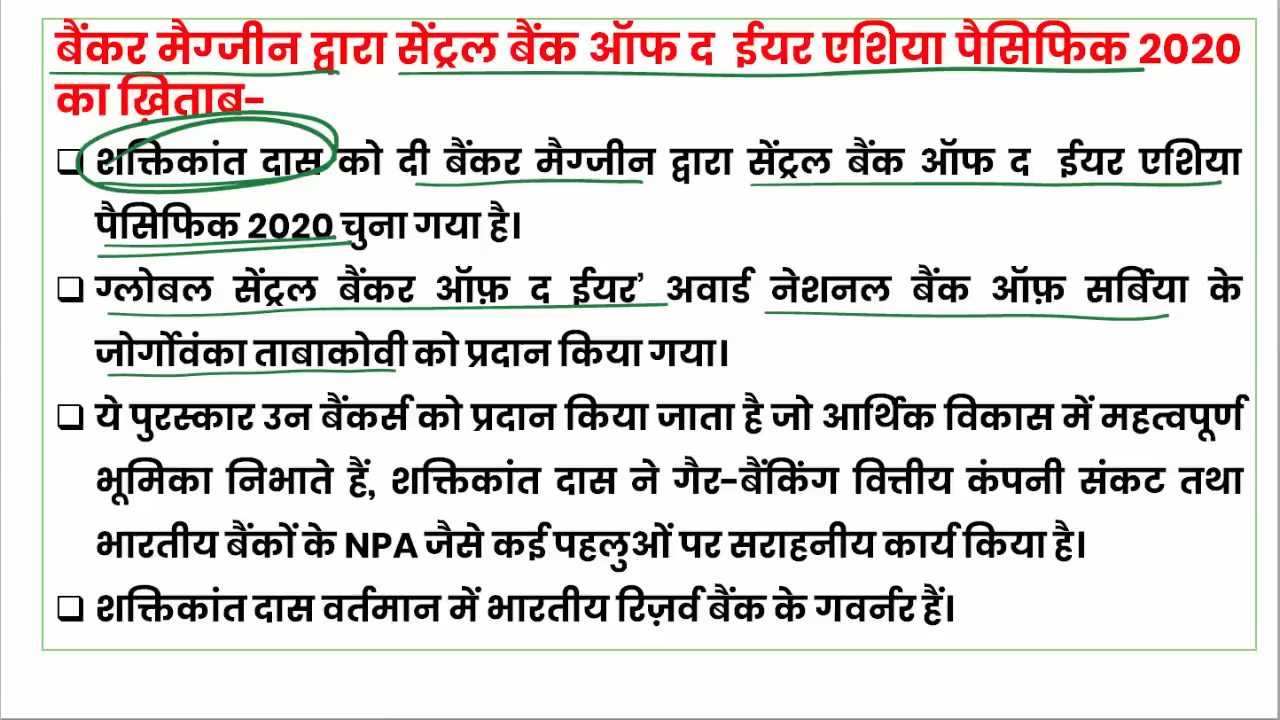 बैंकर मैग्जीन द्वारा सेंट्रल बैंक ऑफ द ईयर एशिया पैसिफिक 2020
का ख़िताब-
❑ शक्तिकांत दास को दी बैंकर मैग्जीन द्वारा सेंट्रल बैंक ऑफ द ईयर एशिया
पैसिफिक 2020 चुना गया है।
❑ ग्लोबल सेंट्रल बैंकर ऑफ़ द ईयर’ अवार्ड नेशनल बैंक ऑफ़ सर्बिया के
जोर्गोवंका ताबाकोवी को प्रदान किया गया।
❑ ये पुरस्कार उन बैंकर्स को प्रदान किया जाता है जो आर्थिक विकास में महत्वपूर्ण
भूमिका निभाते हैं, शक्तिकांत दास ने गैर-बैंकिंग वित्तीय कंपनी संकट तथा
भारतीय बैंकों के NPA जैसे कई पहलुओं पर सराहनीय कार्य किया है।
❑ शक्तिकांत दास वर्तमान में भारतीय रिज़र्व बैंक के गवर्नर हैं।